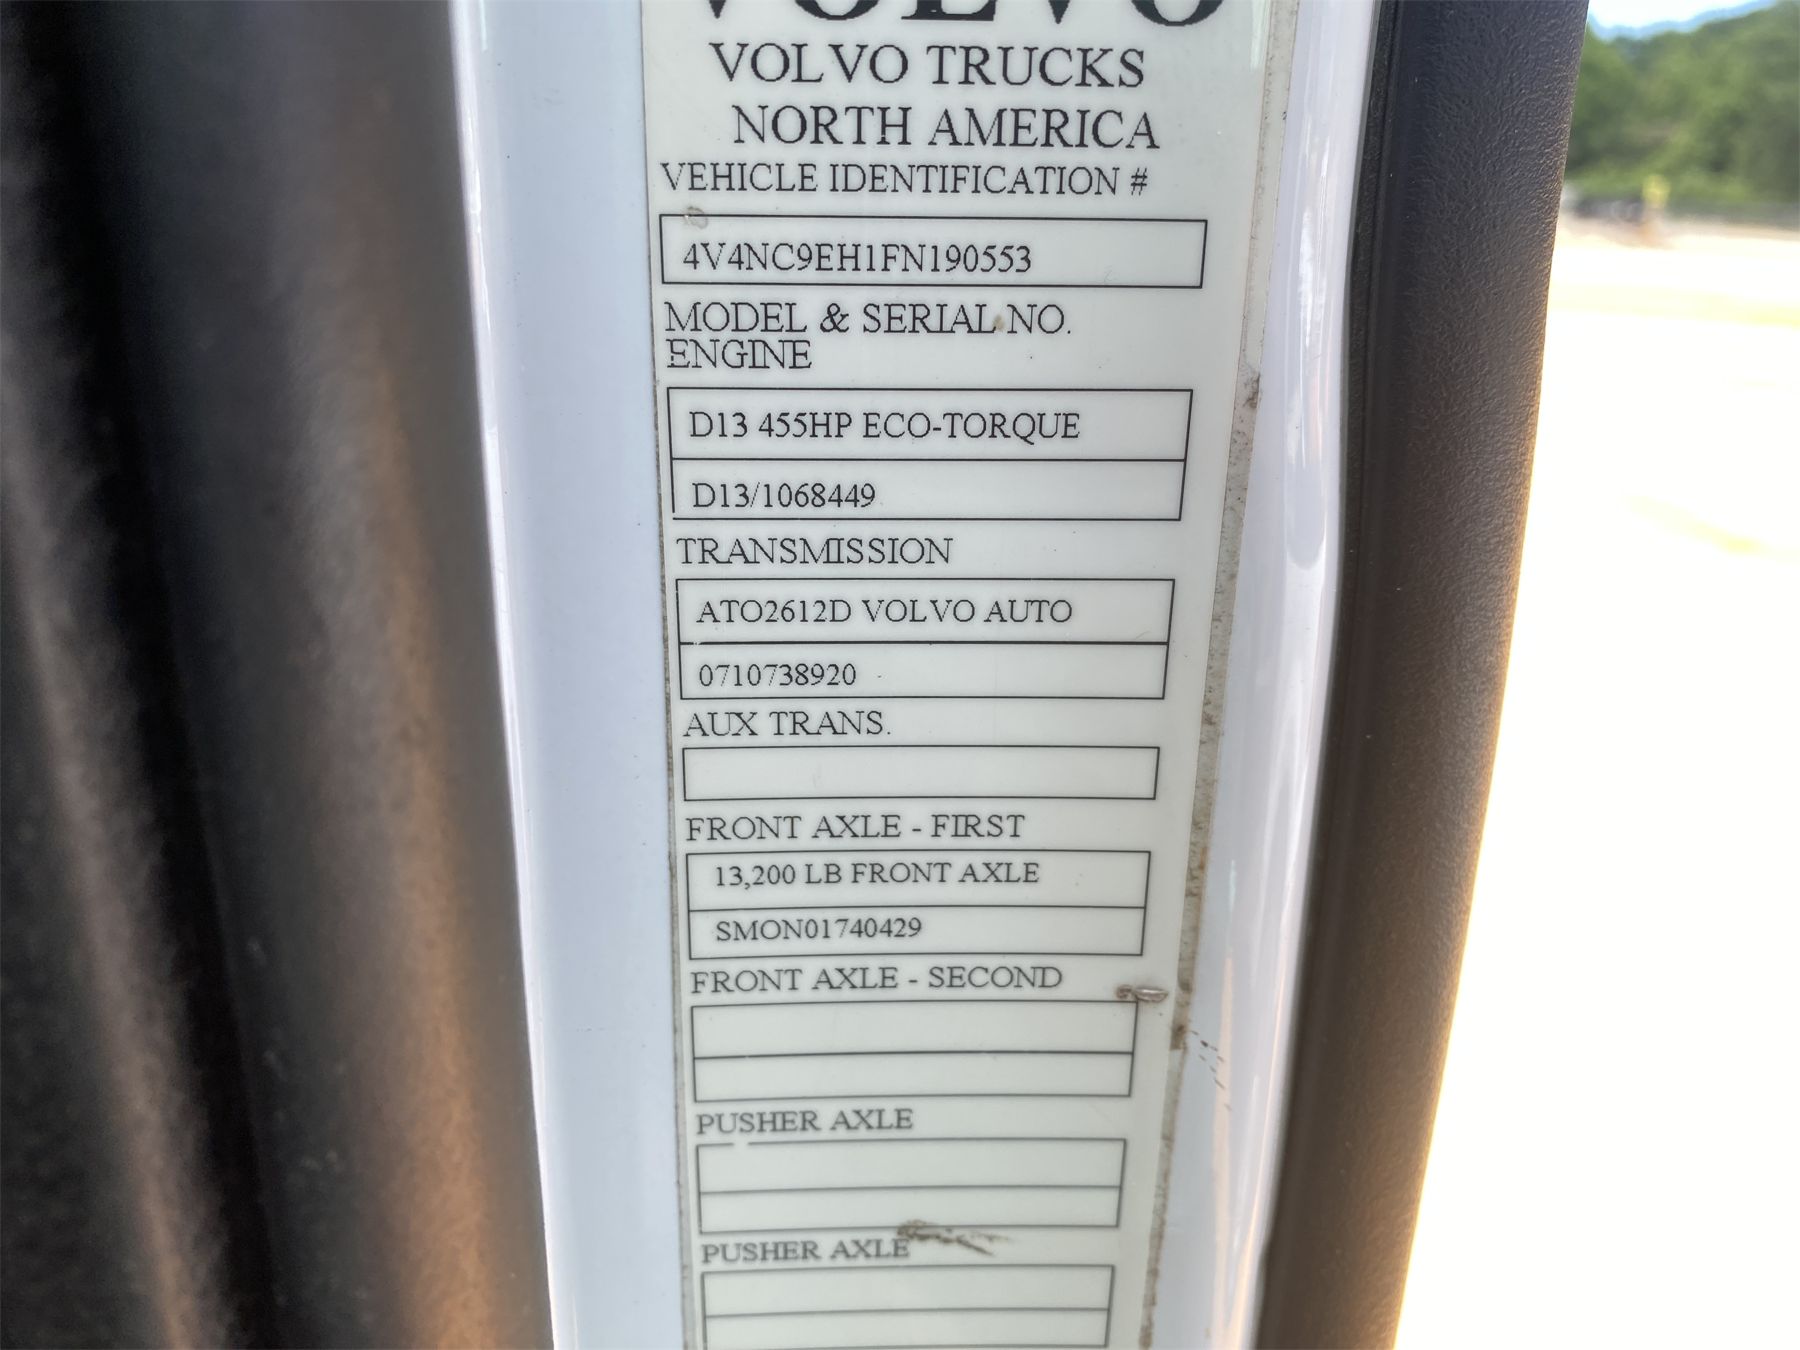 VOLVO
VOLVO TRUCKS
NORTH AMERICA
VEHICLE IDENTIFICATION #
4V4NC9EH1FN190553
MODEL & SERIAL NO.
ENGINE
D13 455HP ECO-TORQUE
D13/1068449
TRANSMISSION
ATO2612D VOLVO AUTO
0710738920
AUX TRANS.
FRONT AXLE - FIRST
13,200 LB FRONT AXLE
SMON01740429
FRONT AXLE - SECOND
PUSHER AXLE
PUSHER AXLE